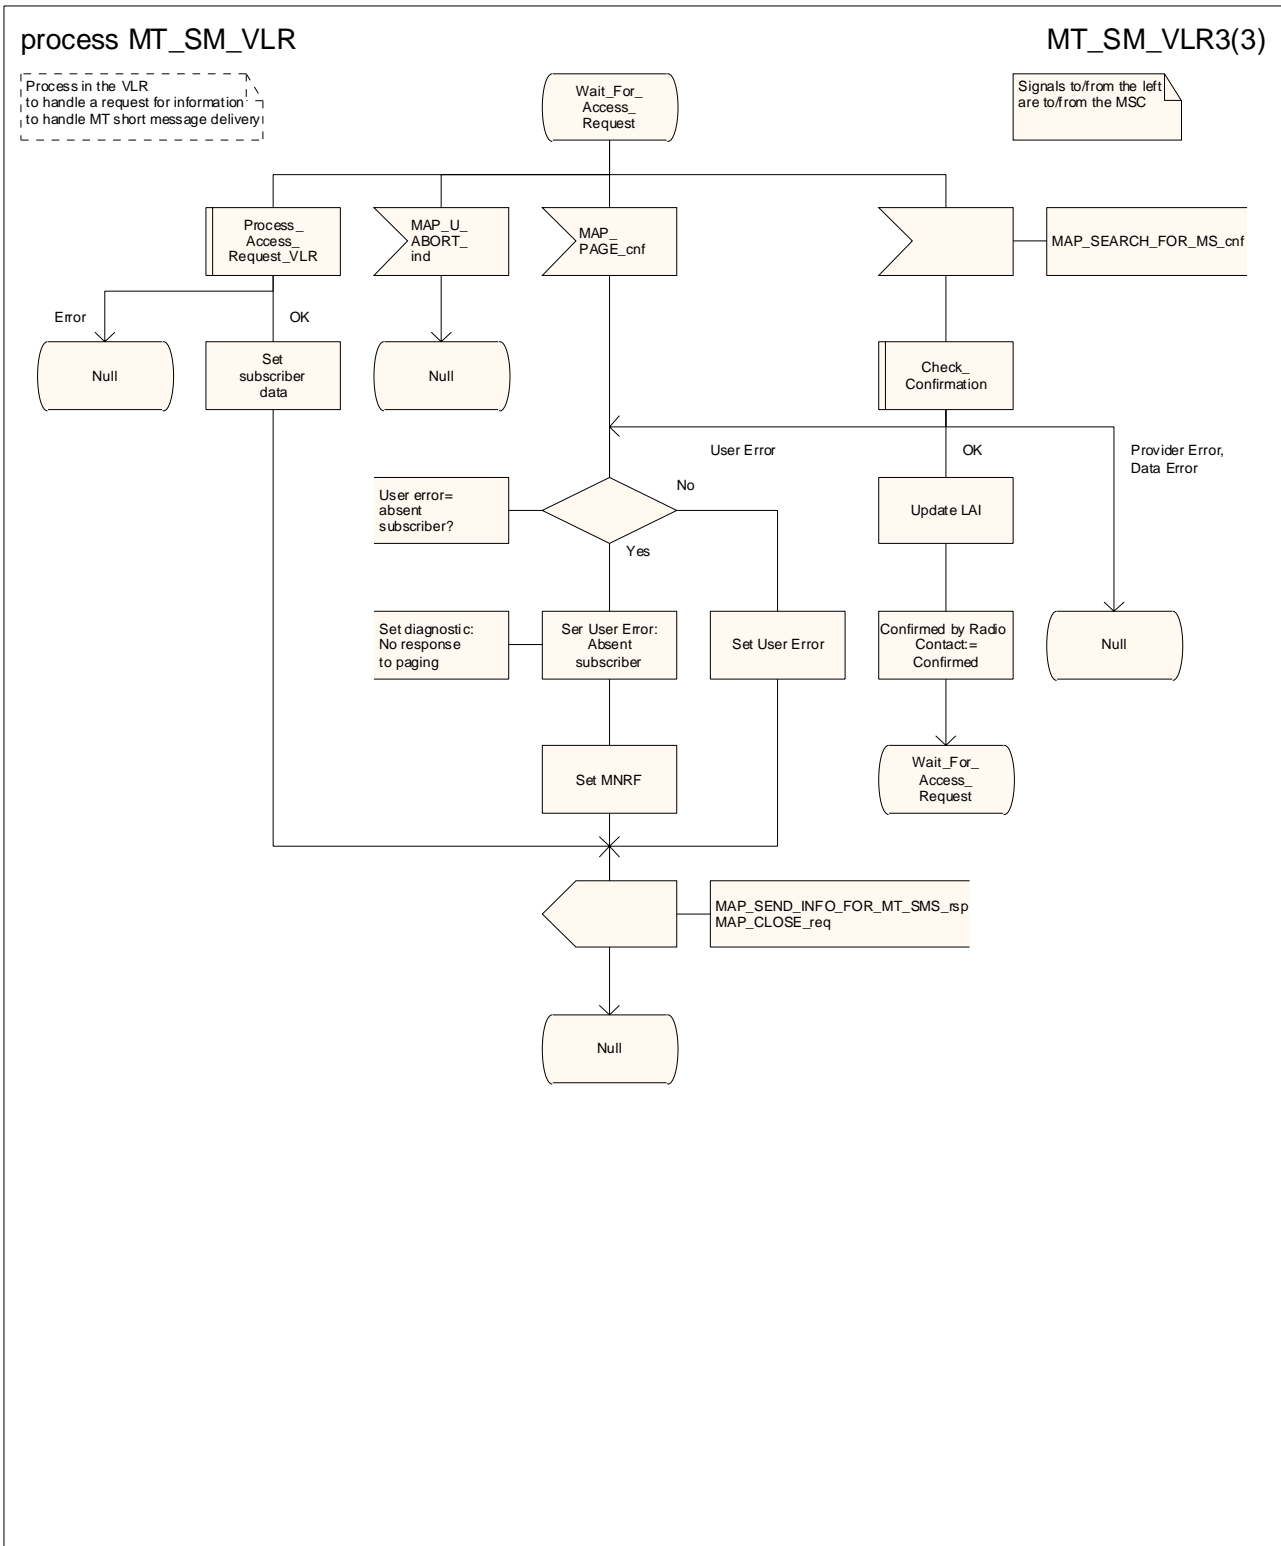 process MT_SM_VLR
MT_SM_VLR3(3)
Process in the VLR
to handle a request for information
to handle MT short message delivery
Wait_For_
Access_
Request
Signals to/from the left
are to/from the MSC
Process_
Access_
Request_VLR
MAP_U_
ABORT_
ind
MAP_
PAGE_cnf
MAP_SEARCH_FOR_MS_cnf
Error
OK
Null
Set
subscriber
data
Null
Check_
Confirmation
User Error
OK
Provider Error,
Data Error
User error=
absent
subscriber?
No
Yes
Update LAI
Set diagnostic:
No response
to paging
Ser User Error:
Absent
subscriber
Set User Error
Confirmed by Radio
Contact:=
Confirmed
Null
Set MNRF
Wait_For_
Access_
Request
MAP_SEND_INFO_FOR_MT_SMS_rsp
MAP_CLOSE_req
Null